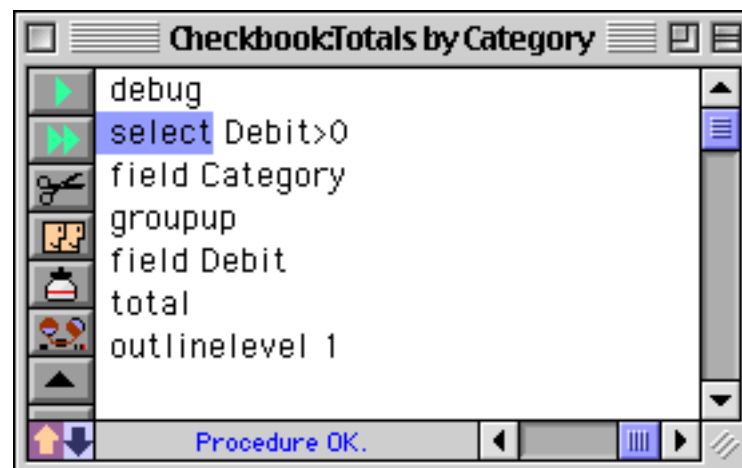 Checkbook:Totals by Category
debug
select Debit>0
field Category
groupup
field Debit
total
outlinelevel 1
Procedure OK.